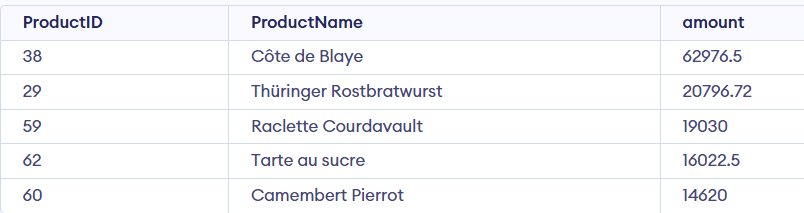 ProductID ProductName amount
38 Côte de Blaye 62976.5
29 Thüringer Rostbratwurst 20796.72
59 Raclette Courdavault 19030
62 Tarte au sucre 16022.5
60 Camembert Pierrot 14620